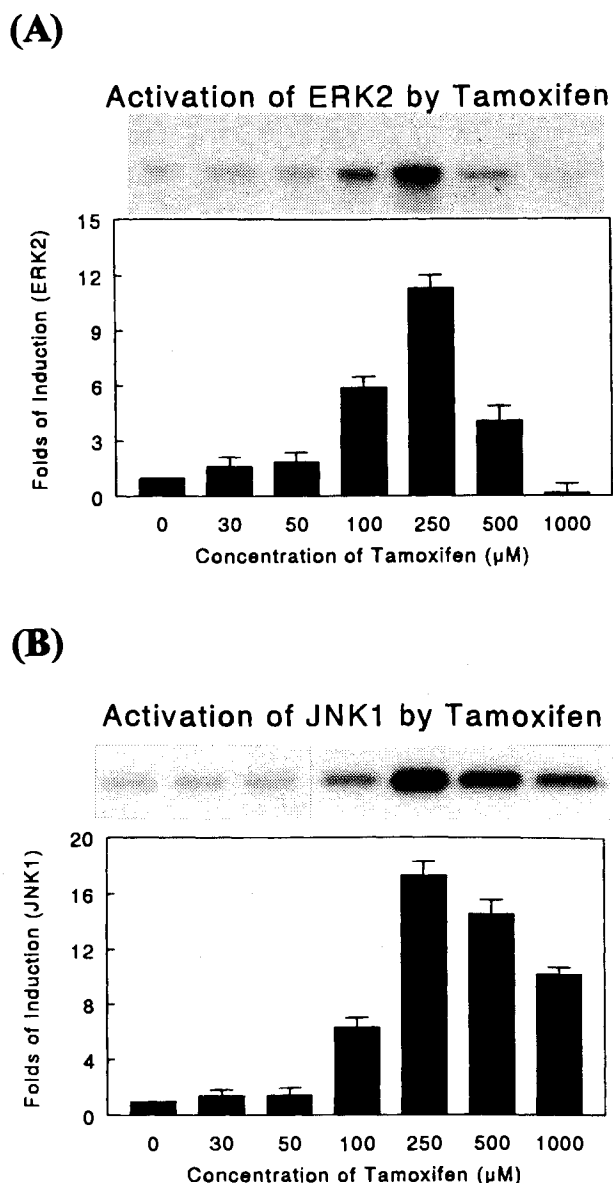 (A)
Activation of ERK2 by Tamoxifen
15
12
9
6
3
0
Folds of Induction (ERK2)
0 30 50 100 250 500 1000
Concentration of Tamoxifen (µM)
(B)
Activation of JNK1 by Tamoxifen
20
16
12
8
4
0
Folds of Induction (JNK1)
0 30 50 100 250 500 1000
Concentration of Tamoxifen (µM)